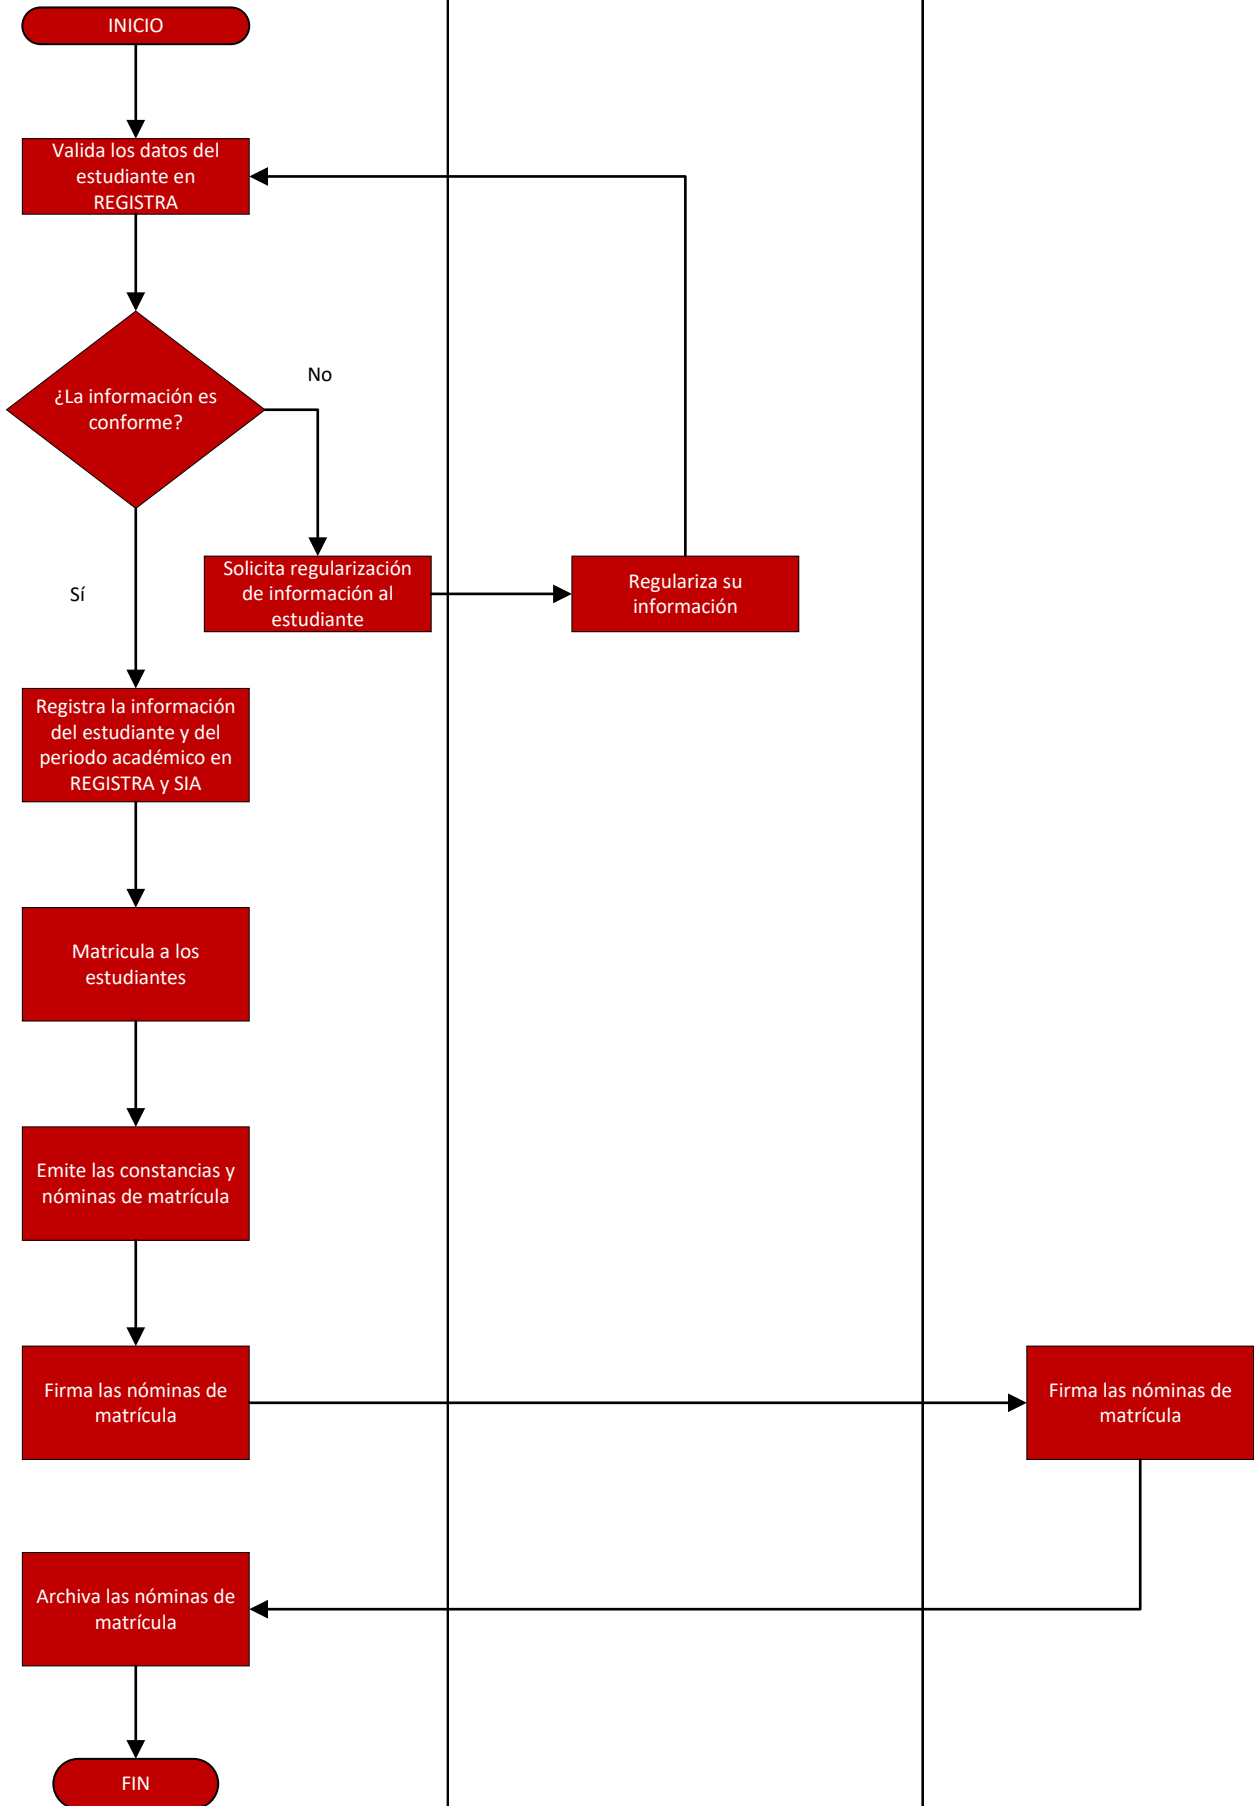 INICIO
Valida los datos del
estudiante en
REGISTRA
¿La información es
conforme?
No
Sí
Solicita regularización
de información al
estudiante
Regulariza su
información
Registra la información
del estudiante y del
periodo académico en
REGISTRA y SIA
Matricula a los
estudiantes
Emite las constancias y
nóminas de matrícula
Firma las nóminas de
matrícula
Firma las nóminas de
matrícula
Archiva las nóminas de
matrícula
FIN